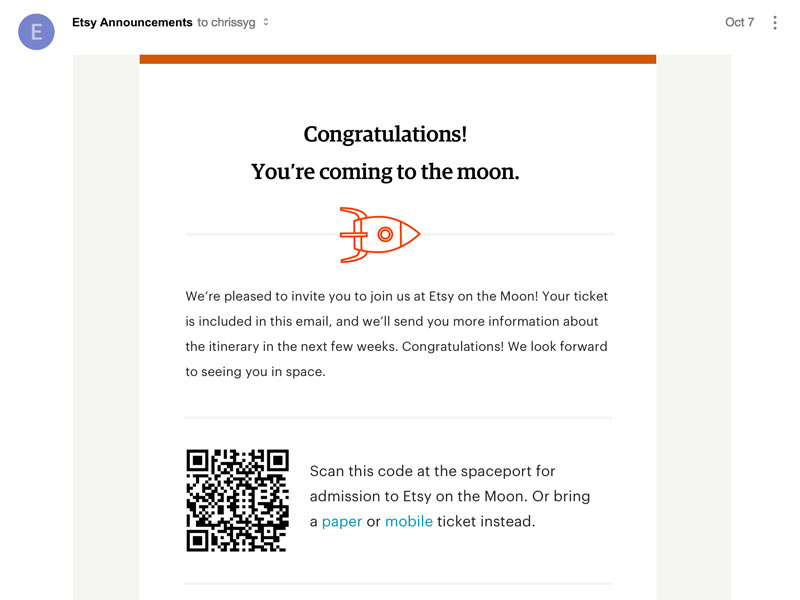 E
Etsy Announcements to chrissyg
Oct 7
Congratulations!
You’re coming to the moon.
We’re pleased to invite you to join us at Etsy on the Moon! Your ticket
is included in this email, and we’ll send you more information about
the itinerary in the next few weeks. Congratulations! We look forward
to seeing you in space.
Scan this code at the spaceport for
admission to Etsy on the Moon. Or bring
a paper or mobile ticket instead.